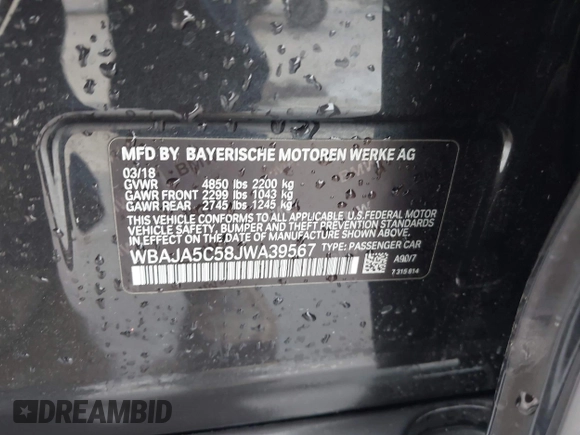 MFD BY BAYERISCHE MOTOREN WERKE AG
03/18
GVWR 4850 lbs 2200 kg
GAWR FRONT 2299 lbs 1043 kg
GAWR REAR 2745 lbs 1245 kg
THIS VEHICLE CONFORMS TO ALL APPLICABLE U.S.FEDERAL MOTOR
VEHICLE SAFETY, BUMPER AND THEFT PREVENTION STANDARDS
IN EFFECT ON THE DATE OF MANUFACTURE SHOWN ABOVE.
WBAJA5C58JWA39567 TYPE: PASSENGER CAR
A90/7
7 315 614
DREAMBID